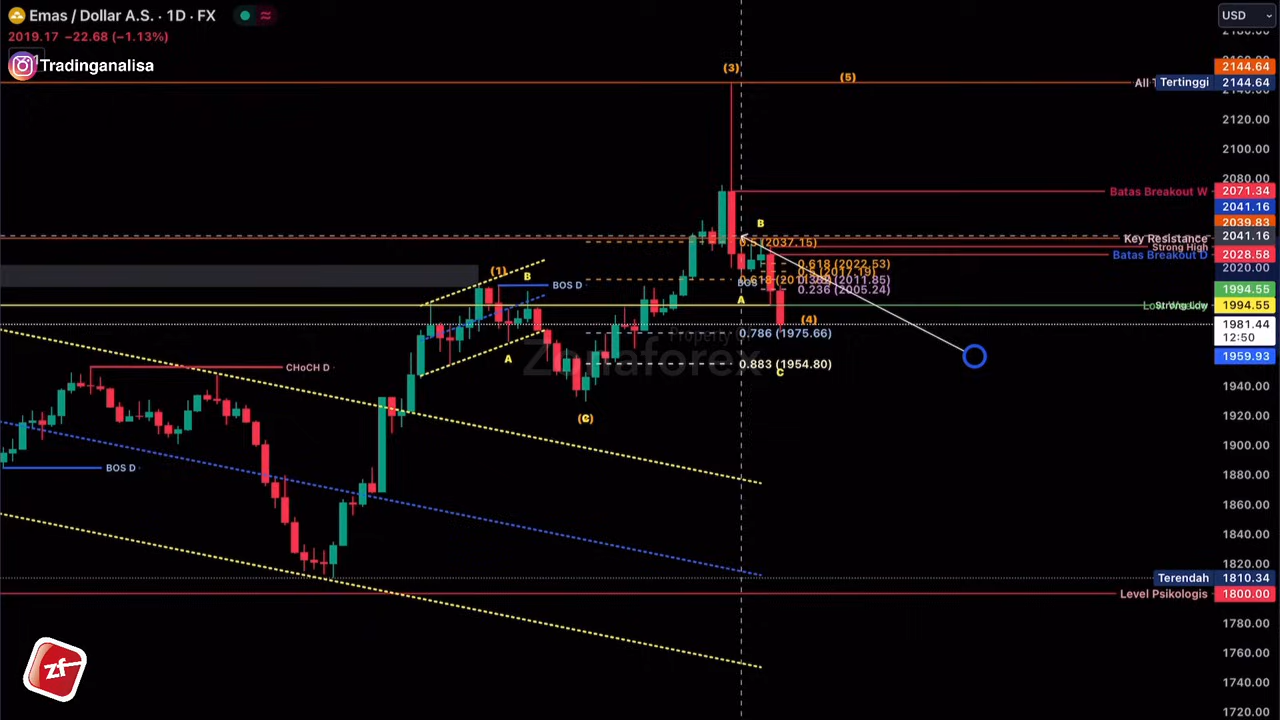 Emas / Dollar A.S. · 1D · FX
2019.17 −22.68 (−1.13%)
Tradinganalisa
USD
(3)
(5)
2144.64
Tertinggi
2144.64
2120.00
2100.00
2080.00
Batas Breakout W
2071.34
2041.16
2039.83
B
0.5 (2037.15)
Key Resistance
2041.16
Strong High
Batas Breakout D
2028.58
0.618 (2022.53)
2020.00
0.236 (2005.24)
(1)
B
BOS D
A
1994.55
1994.55
(4)
1981.44
12:50
0.786 (1975.66)
Zonaforex
A
0.883 (1954.80)
C
1959.93
CHoCH D
1940.00
1920.00
1900.00
BOS D
1880.00
1860.00
1840.00
1820.00
Terendah
1810.34
Level Psikologis
1800.00
1780.00
1760.00
1740.00
1720.00
zf